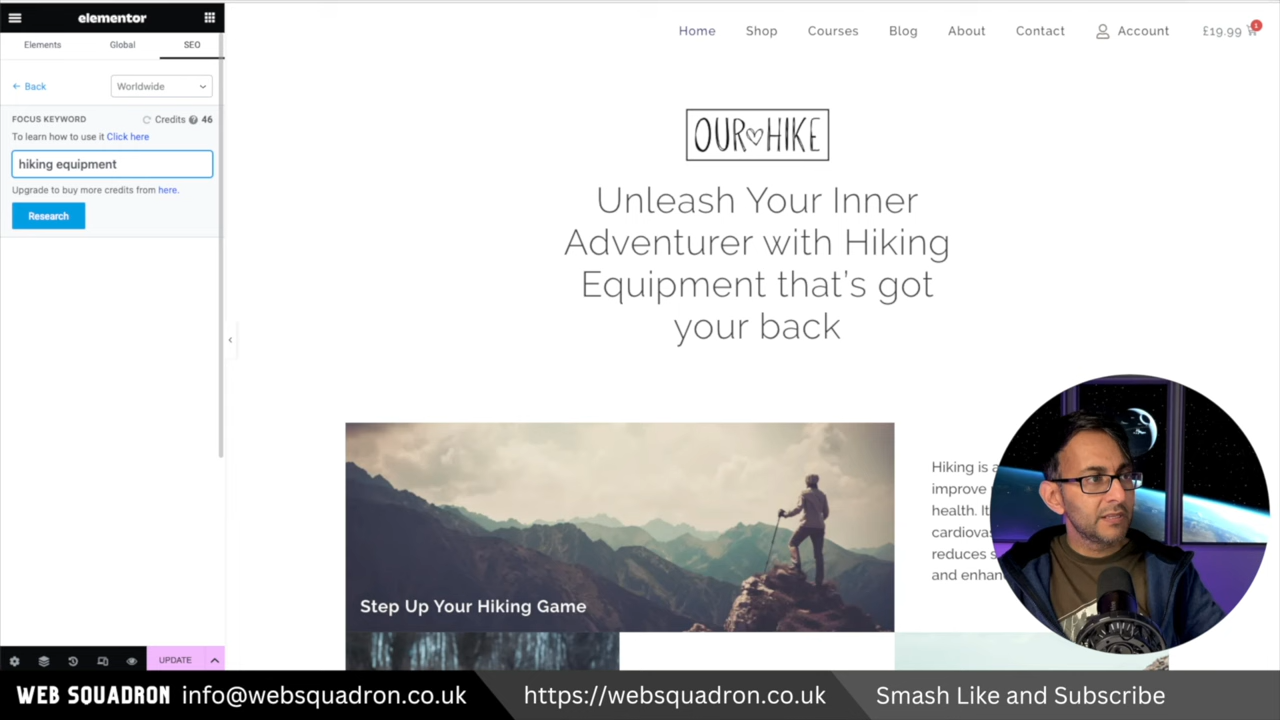 elementor
Elements Global SEO
Back Worldwide
FOCUS KEYWORD Credits 46
To learn how to use it Click here
hiking equipment
Upgrade to buy more credits from here.
Research
UPDATE
Home Shop Courses Blog About Contact Account £19.99 1
OUR HIKE
Unleash Your Inner
Adventurer with Hiking
Equipment that's got
your back
Step Up Your Hiking Game
Hiking is
improve
health.
reduces
and
WEB SQUADRON info@websquadron.co.uk https://websquadron.co.uk Smash Like and Subscribe